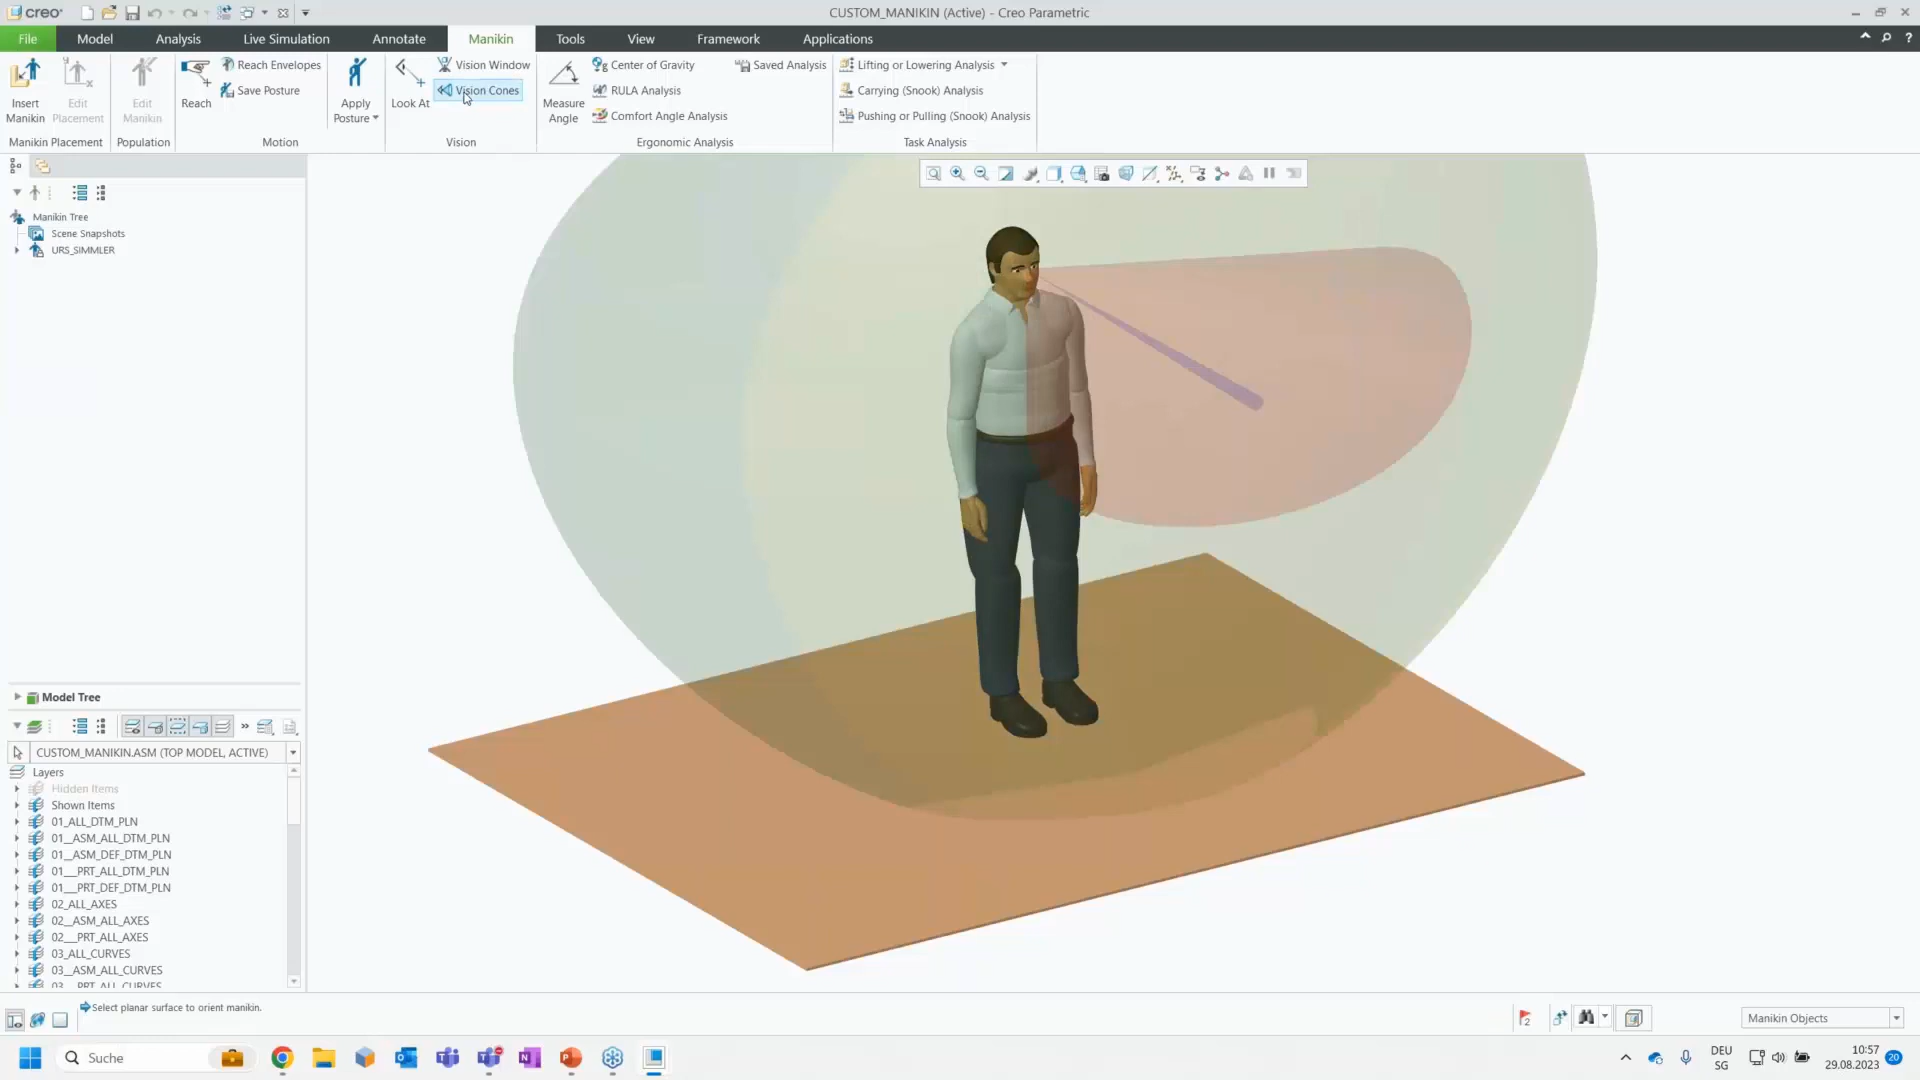 creo
CUSTOM_MANIKIN (Active) - Creo Parametric
File
Model
Analysis
Live Simulation
Annotate
Manikin
Tools
View
Framework
Applications
Insert
Manikin
Edit
Placement
Edit
Manikin
Reach
Reach Envelopes
Save Posture
Apply
Posture
Look At
Vision Window
Vision Cones
Measure
Angle
Center of Gravity
RULA Analysis
Comfort Angle Analysis
Saved Analysis
Lifting or Lowering Analysis
Carrying (Snook) Analysis
Pushing or Pulling (Snook) Analysis
Manikin Placement
Population
Motion
Vision
Ergonomic Analysis
Task Analysis
Manikin Tree
Scene Snapshots
URS_SIMMLER
Model Tree
CUSTOM_MANIKIN.ASM (TOP MODEL, ACTIVE)
Layers
Hidden Items
Shown Items
01_ALL_DTM_PLN
01__ASM_ALL_DTM_PLN
01__ASM_DEF_DTM_PLN
01___PRT_ALL_DTM_PLN
01___PRT_DEF_DTM_PLN
02_ALL_AXES
02__ASM_ALL_AXES
02___PRT_ALL_AXES
03_ALL_CURVES
03__ASM_ALL_CURVES
03___PRT_ALL_CURVES
Select planar surface to orient manikin.
2
Manikin Objects
Suche
DEU
SG
10:57
29.08.2023
20